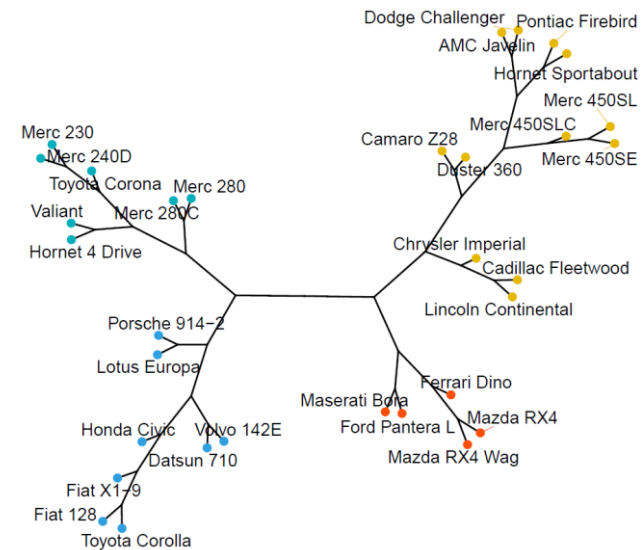 Dodge Challenger
Pontiac Firebird
AMC Javelin
Hornet Sportabout
Merc 450SL
Merc 450SLC
Merc 450SE
Camaro Z28
Duster 360
Merc 230
Merc 240D
Toyota Corona
Merc 280
Valiant
Merc 280C
Hornet 4 Drive
Chrysler Imperial
Cadillac Fleetwood
Lincoln Continental
Porsche 914-2
Lotus Europa
Ferrari Dino
Maserati Bora
Mazda RX4
Ford Pantera L
Honda Civic
Volvo 142E
Mazda RX4 Wag
Datsun 710
Fiat X1-9
Fiat 128
Toyota Corolla